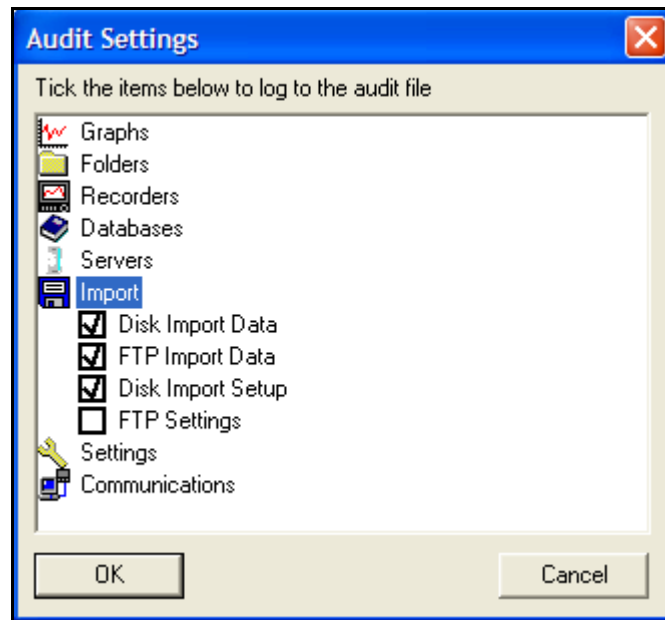 Audit Settings
Tick the items below to log to the audit file
Graphs
Folders
Recorders
Databases
Servers
Import
Disk Import Data
FTP Import Data
Disk Import Setup
FTP Settings
Settings
Communications
OK
Cancel